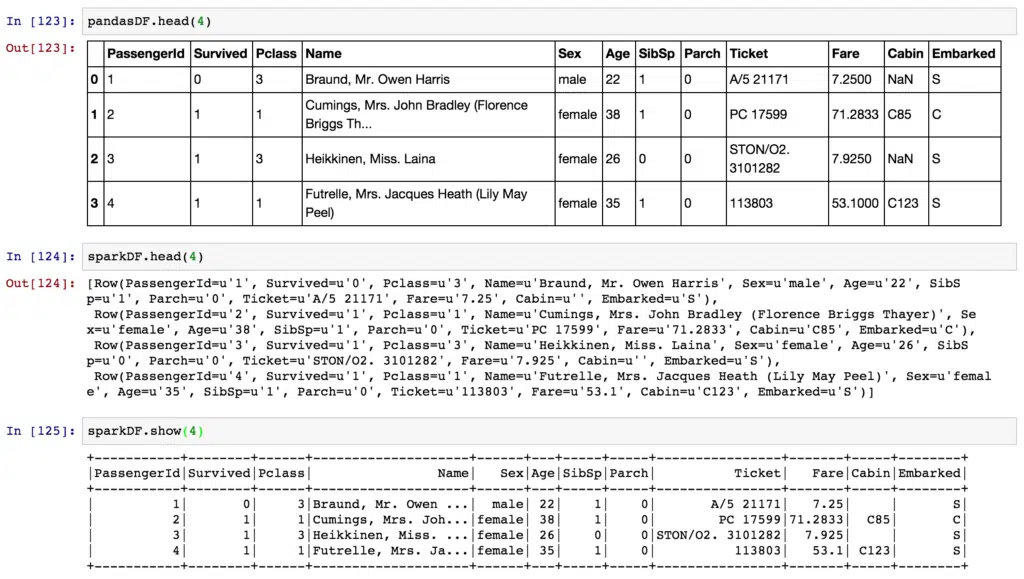 In [123]: pandasDF.head(4)
Out[123]:
PassengerId Survived Pclass Name Sex Age SibSp Parch Ticket Fare Cabin Embarked
0 1 0 3 Braund, Mr. Owen Harris male 22 1 0 A/5 21171 7.2500 NaN S
1 2 1 1 Cumings, Mrs. John Bradley (Florence Briggs Th... female 38 1 0 PC 17599 71.2833 C85 C
2 3 1 3 Heikkinen, Miss. Laina female 26 0 0 STON/O2. 3101282 7.9250 NaN S
3 4 1 1 Futrelle, Mrs. Jacques Heath (Lily May Peel) female 35 1 0 113803 53.1000 C123 S
In [124]: sparkDF.head(4)
Out[124]: [Row(PassengerId=u'1', Survived=u'0', Pclass=u'3', Name=u'Braund, Mr. Owen Harris', Sex=u'male', Age=u'22', SibS
p=u'1', Parch=u'0', Ticket=u'A/5 21171', Fare=u'7.25', Cabin=u'', Embarked=u'S'),
Row(PassengerId=u'2', Survived=u'1', Pclass=u'1', Name=u'Cumings, Mrs. John Bradley (Florence Briggs Thayer)', Se
x=u'female', Age=u'38', SibSp=u'1', Parch=u'0', Ticket=u'PC 17599', Fare=u'71.2833', Cabin=u'C85', Embarked=u'C'),
Row(PassengerId=u'3', Survived=u'1', Pclass=u'3', Name=u'Heikkinen, Miss. Laina', Sex=u'female', Age=u'26', SibS
p=u'0', Parch=u'0', Ticket=u'STON/O2. 3101282', Fare=u'7.925', Cabin=u'', Embarked=u'S'),
Row(PassengerId=u'4', Survived=u'1', Pclass=u'1', Name=u'Futrelle, Mrs. Jacques Heath (Lily May Peel)', Sex=u'femal
e', Age=u'35', SibSp=u'1', Parch=u'0', Ticket=u'113803', Fare=u'53.1', Cabin=u'C123', Embarked=u'S')]
In [125]: sparkDF.show(4)
+-----------+--------+------+--------------------+------+---+-----+-----+----------------+-------+-----+--------+
|PassengerId|Survived|Pclass|                Name|   Sex|Age|SibSp|Parch|          Ticket|   Fare|Cabin|Embarked|
+-----------+--------+------+--------------------+------+---+-----+-----+----------------+-------+-----+--------+
|          1|       0|     3|Braund, Mr. Owen ...|  male| 22|    1|    0|       A/5 21171|   7.25|     |       S|
|          2|       1|     1|Cumings, Mrs. Joh...|female| 38|    1|    0|        PC 17599|71.2833|  C85|       C|
|          3|       1|     3|Heikkinen, Miss. ...|female| 26|    0|    0|STON/O2. 3101282|  7.925|     |       S|
|          4|       1|     1|Futrelle, Mrs. Ja...|female| 35|    1|    0|          113803|   53.1| C123|       S|
+-----------+--------+------+--------------------+------+---+-----+-----+----------------+-------+-----+--------+